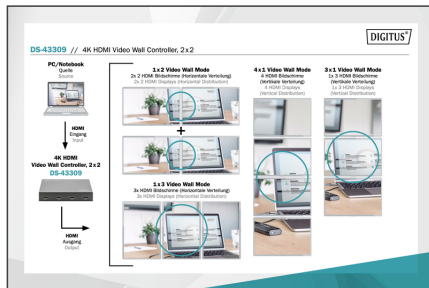 DIGITUS®
DS-43309 // 4K HDMI Video Wall Controller, 2x2
PC/Notebook
Quelle
Source
HDMI
Eingang
Input
4K HDMI
Video Wall Controller, 2x2
DS-43309
HDMI
Ausgang
Output
1x2 Video Wall Mode
2x 2 HDMI Bildschirme (Horizontale Verteilung)
2x 2 HDMI Displays (Horizontal Distribution)
+
1x3 Video Wall Mode
3x HDMI Bildschirme (Horizontale Verteilung)
3x HDMI Displays (Horizontal Distribution)
4x1 Video Wall Mode
4 HDMI Bildschirme
(Vertikale Verteilung)
4 HDMI Displays
(Vertical Distribution)
3x1 Video Wall Mode
1x 3 HDMI Bildschirme
(Vertikale Verteilung)
1x 3 HDMI Displays
(Vertical Distribution)